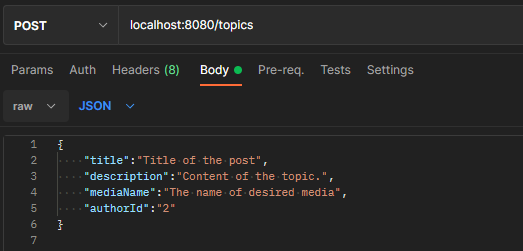 POST localhost:8080/topics
Params Auth Headers (8) Body Pre-req. Tests Settings
raw JSON
1 {
2 "title":"Title of the post",
3 "description":"Content of the topic.",
4 "mediaName":"The name of desired media",
5 "authorId":"2"
6 }
7